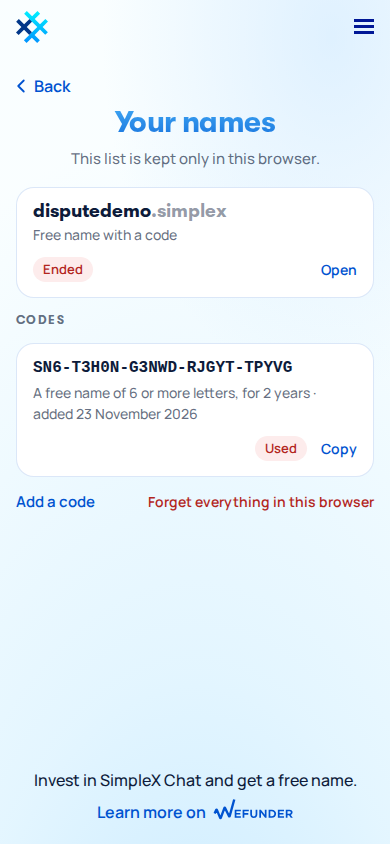 Back
Your names
This list is kept only in this browser.
disputedemo.simplex
Free name with a code
Ended
Open
CODES
SN6-T3H0N-G3NWD-RJGYT-TPYVG
A free name of 6 or more letters, for 2 years ·
added 23 November 2026
Used
Copy
Add a code
Forget everything in this browser
Invest in SimpleX Chat and get a free name.
Learn more on WEFUNDER